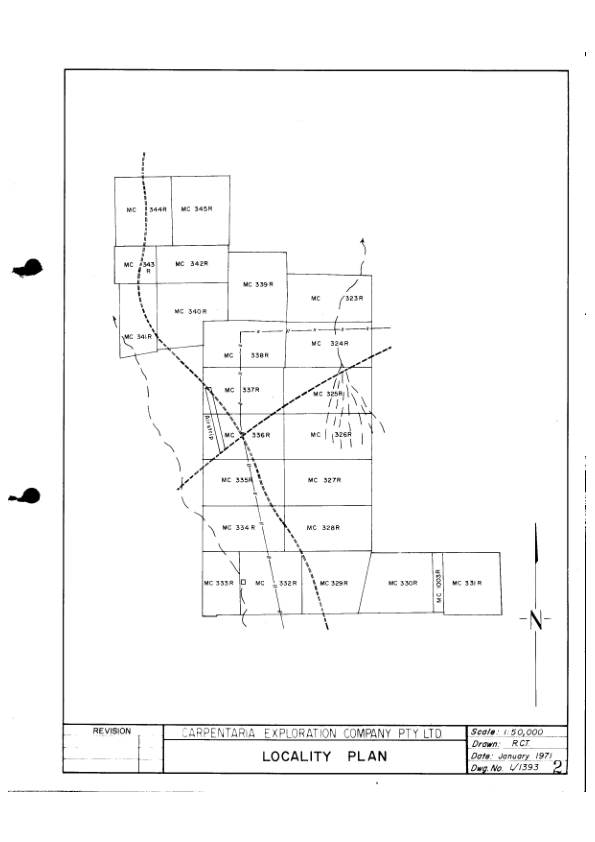 MC 344R MC 345R
MC 343 R MC 342R
MC 339R
MC 340R MC 323R
MC 341R
MC 338R MC 324R
MC 337R MC 325R
AIRSTRIP
MC 336R MC 326R
MC 335R MC 327R
MC 334R MC 328R
MC 333R MC 332R MC 329R MC 330R MC 1003R MC 331R
N
REVISION
CARPENTARIA EXPLORATION COMPANY PTY LTD
LOCALITY PLAN
Scale: 1:50,000
Drawn: R.C.T.
Date: January 1971
Dwg. No. L/1393 2